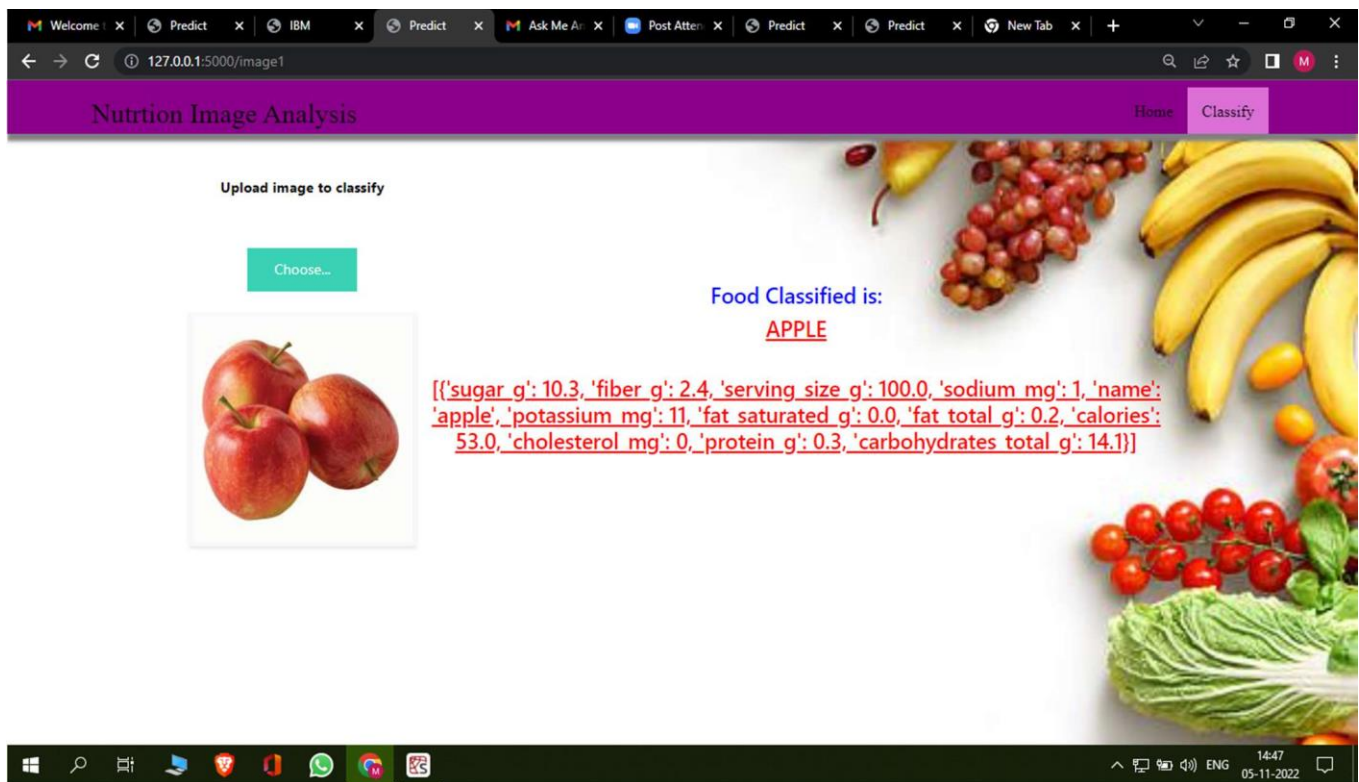 Welcome t
Predict
IBM
Predict
Ask Me An
Post Atten
Predict
Predict
New Tab
127.0.0.1:5000/image1
M
Nutrtion Image Analysis
Home
Classify
Upload image to classify
Choose...
Food Classified is:
APPLE
[{'sugar_g': 10.3, 'fiber_g': 2.4, 'serving_size_g': 100.0, 'sodium_mg': 1, 'name':
'apple', 'potassium_mg': 11, 'fat_saturated_g': 0.0, 'fat_total_g': 0.2, 'calories':
53.0, 'cholesterol_mg': 0, 'protein_g': 0.3, 'carbohydrates_total_g': 14.1}]
ENG
14:47
05-11-2022